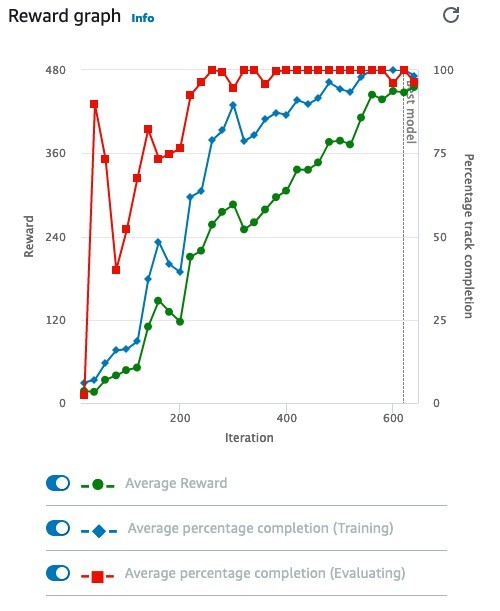 Reward graph Info
480
360
240
120
0
100
75
50
25
0
200
400
600
Reward
Iteration
Percentage track completion
model
Average Reward
Average percentage completion (Training)
Average percentage completion (Evaluating)